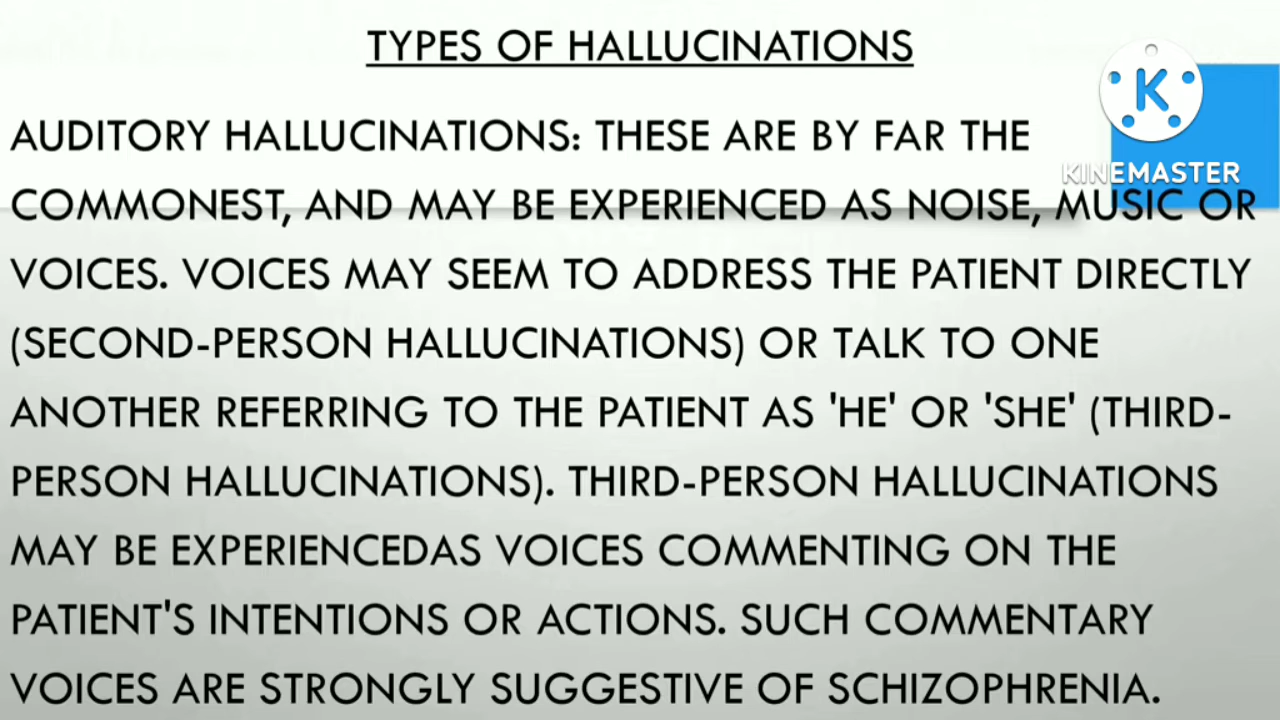 TYPES OF HALLUCINATIONS
K
KINEMASTER
AUDITORY HALLUCINATIONS: THESE ARE BY FAR THE
COMMONEST, AND MAY BE EXPERIENCED AS NOISE, MUSIC OR
VOICES. VOICES MAY SEEM TO ADDRESS THE PATIENT DIRECTLY
(SECOND-PERSON HALLUCINATIONS) OR TALK TO ONE
ANOTHER REFERRING TO THE PATIENT AS 'HE' OR 'SHE' (THIRD-
PERSON HALLUCINATIONS). THIRD-PERSON HALLUCINATIONS
MAY BE EXPERIENCEDAS VOICES COMMENTING ON THE
PATIENT'S INTENTIONS OR ACTIONS. SUCH COMMENTARY
VOICES ARE STRONGLY SUGGESTIVE OF SCHIZOPHRENIA.